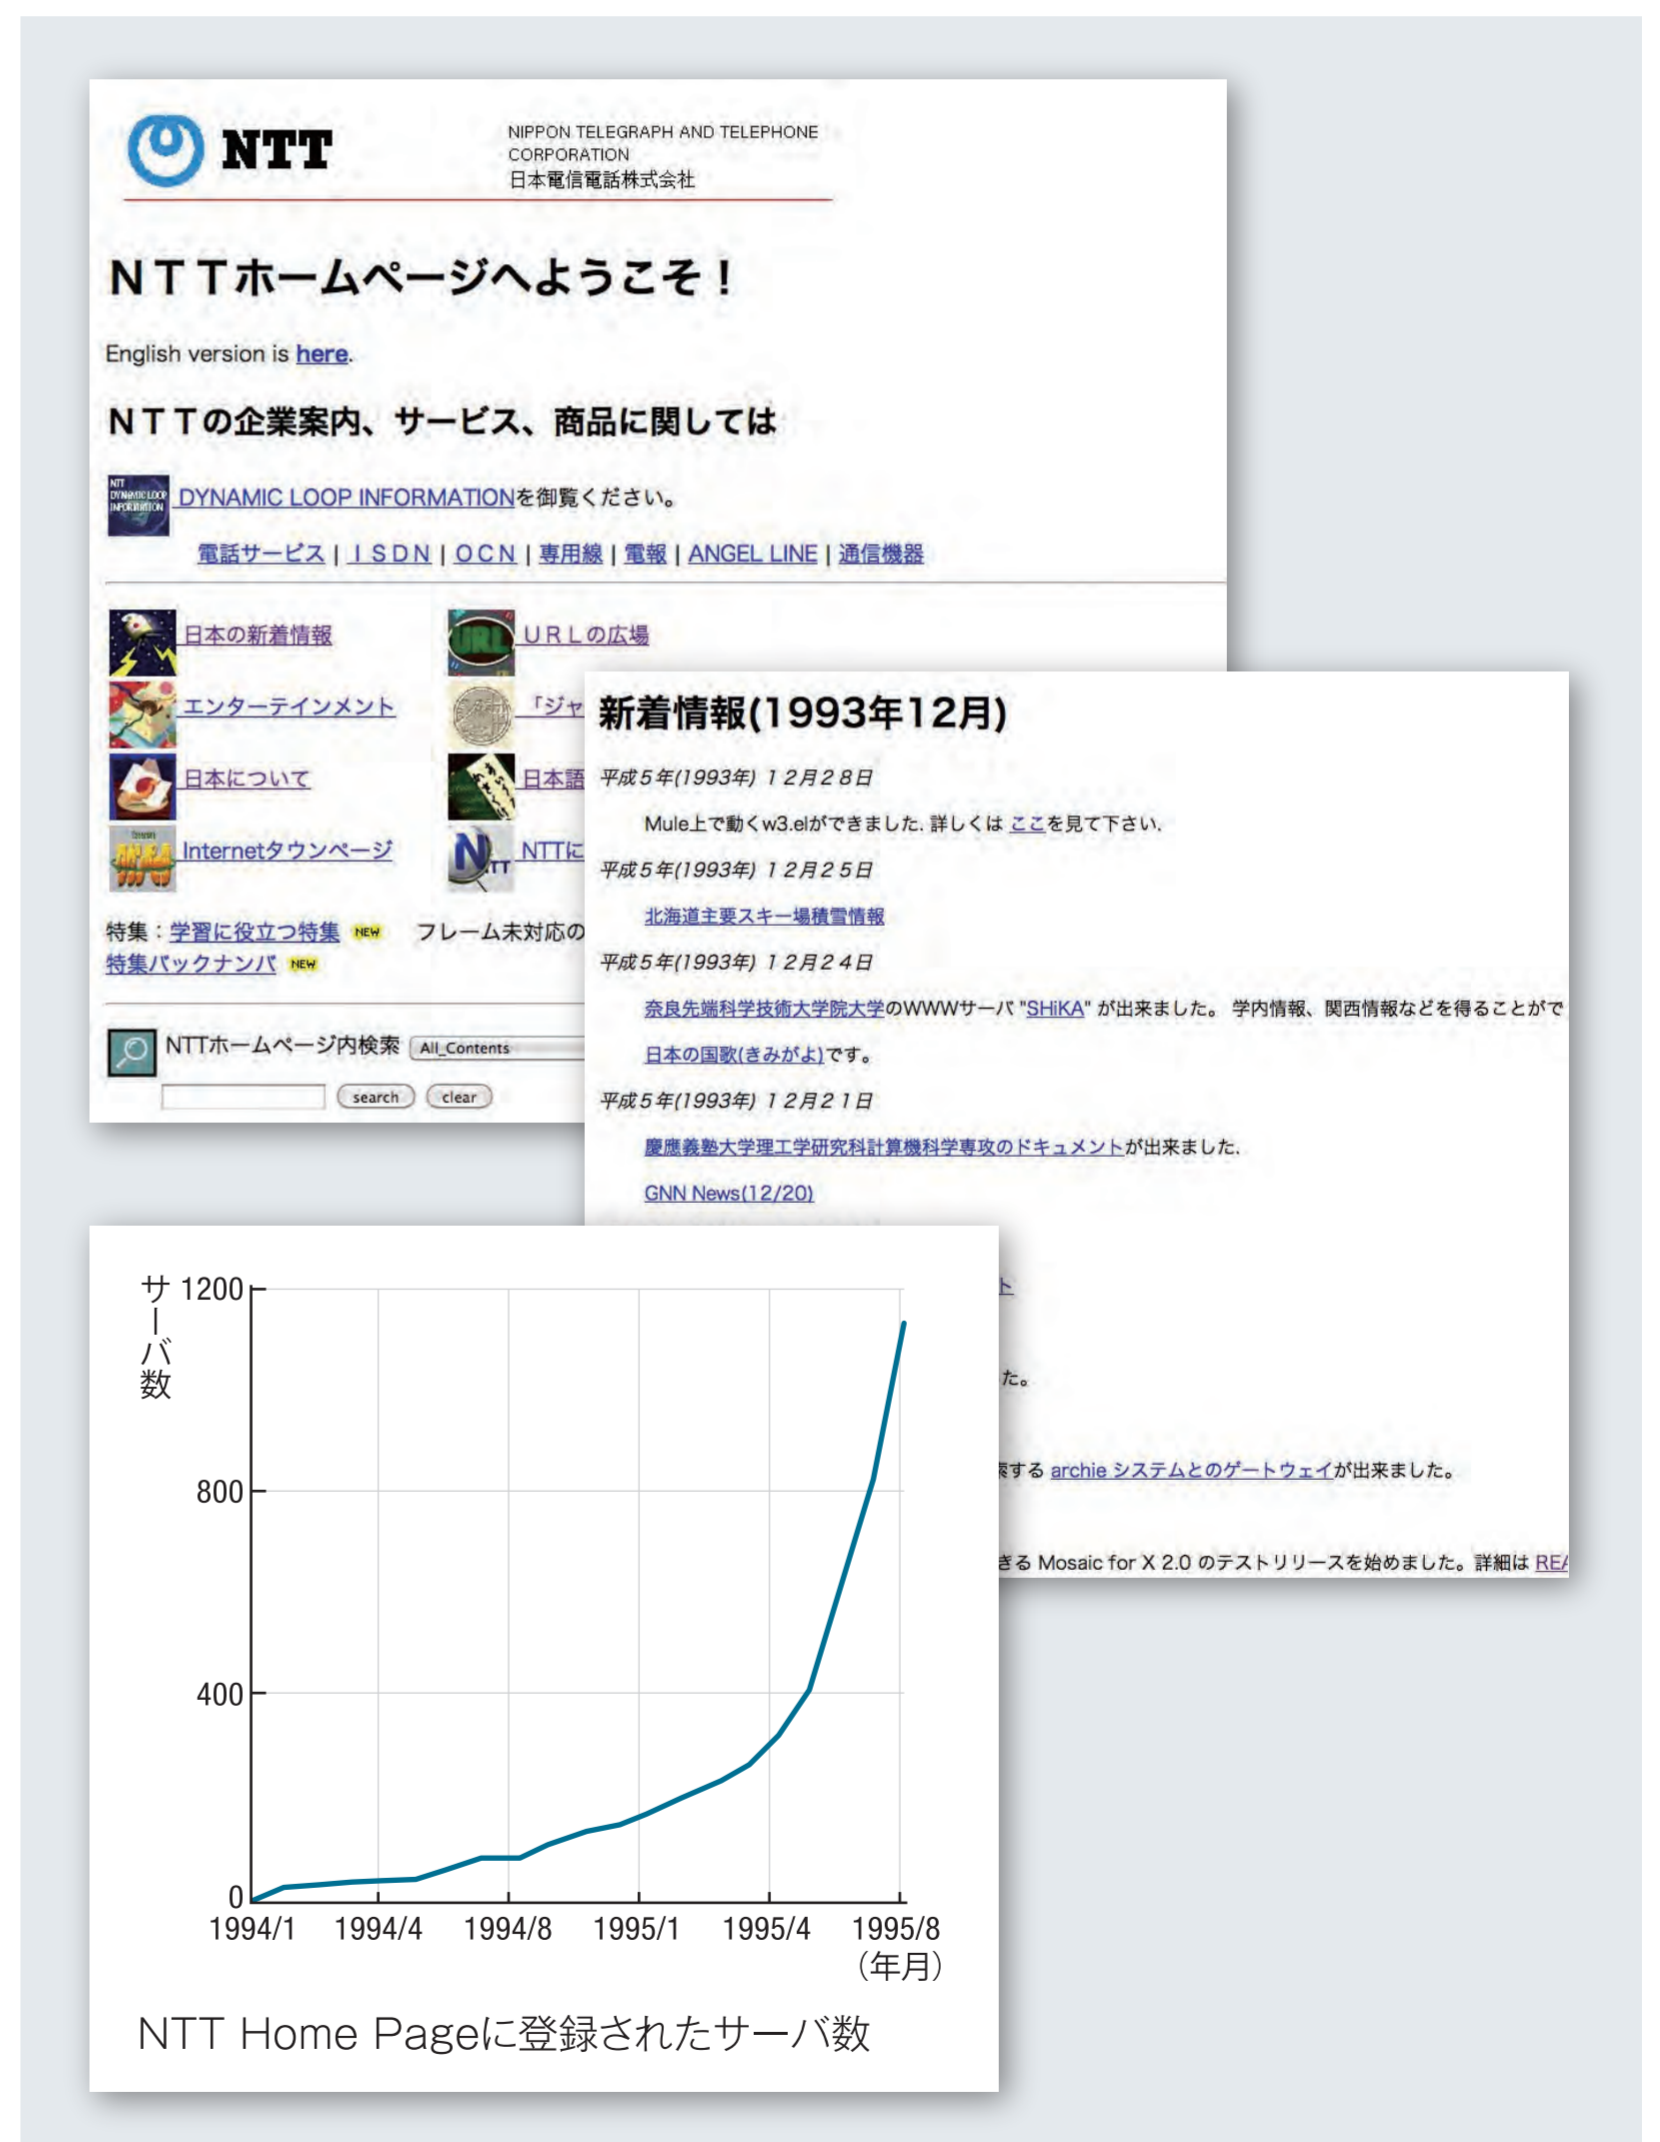 NTT
NIPPON TELEGRAPH AND TELEPHONE
CORPORATION
日本電信電話株式会社
ＮＴＴホームページへようこそ！
English version is here.
ＮＴＴの企業案内、サービス、商品に関しては
NTT
DYNAMIC LOOP
INFORMATION
DYNAMIC LOOP INFORMATIONを御覧ください。
電話サービス | ＩＳＤＮ | ＯＣＮ | 専用線 | 電報 | ANGEL LINE | 通信機器
日本の新着情報
URL
ＵＲＬの広場
エンターテインメント
「ジャ
日本について
日本語
Internetタウンページ
NTT
NTTに
特集：学習に役立つ特集 NEW フレーム未対応の
特集バックナンバ NEW
NTTホームページ内検索 All_Contents
search clear
新着情報(1993年12月)
平成５年(1993年) １２月２８日
Mule上で動くw3.elができました. 詳しくは ここを見て下さい.
平成５年(1993年) １２月２５日
北海道主要スキー場積雪情報
平成５年(1993年) １２月２４日
奈良先端科学技術大学院大学のWWWサーバ "SHiKA" が出来ました。 学内情報、関西情報などを得ることがで
日本の国歌(きみがよ)です。
平成５年(1993年) １２月２１日
慶應義塾大学理工学研究科計算機科学専攻のドキュメントが出来ました.
GNN News(12/20)
ト
た。
する archie システムとのゲートウェイが出来ました。
きる Mosaic for X 2.0 のテストリリースを始めました。詳細は REA
サーバ数
1200
800
400
0
1994/1 1994/4 1994/8 1995/1 1995/4 1995/8
（年月）
NTT Home Pageに登録されたサーバ数